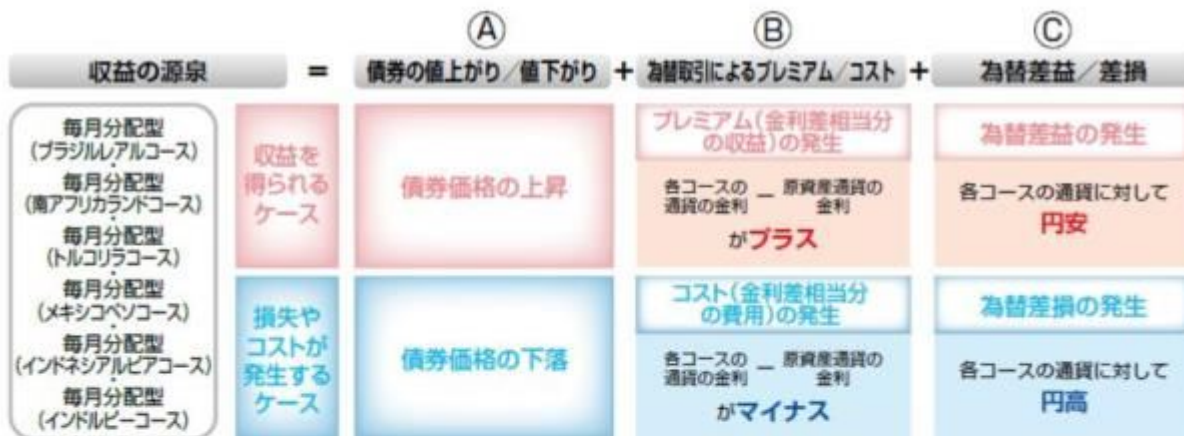 Ⓐ
Ⓑ
Ⓒ
収益の源泉 = 債券の値上がり/値下がり + 為替取引によるプレミアム/コスト + 為替差益/差損
毎月分配型
(ブラジルレアルコース)
毎月分配型
(南アフリカランドコース)
毎月分配型
(トルコリラコース)
毎月分配型
(メキシコペソコース)
毎月分配型
(インドネシアルピアコース)
毎月分配型
(インドルピーコース)
収益を
得られる
ケース
債券価格の上昇
プレミアム(金利差相当分
の収益)の発生
各コースの 原資産通貨の
通貨の金利 － 金利
がプラス
為替差益の発生
各コースの通貨に対して
円安
損失や
コストが
発生する
ケース
債券価格の下落
コスト(金利差相当分
の費用)の発生
各コースの 原資産通貨の
通貨の金利 － 金利
がマイナス
為替差損の発生
各コースの通貨に対して
円高